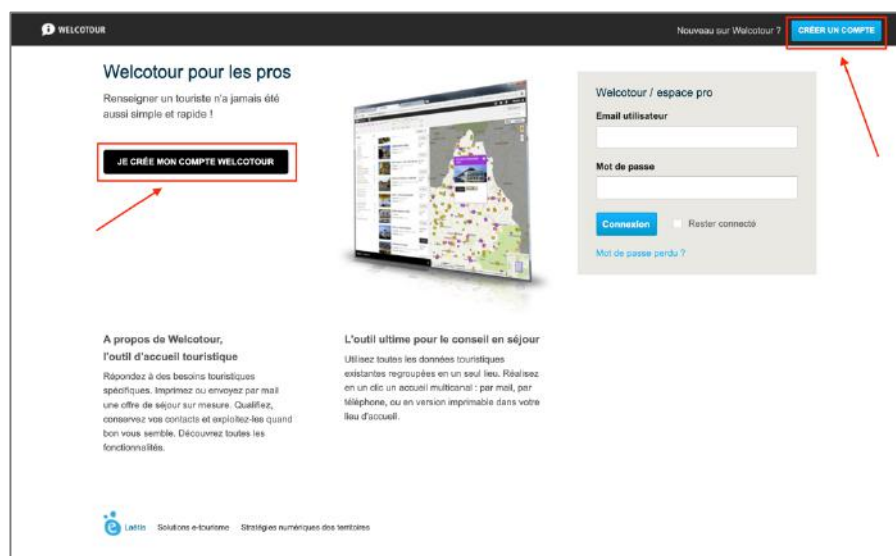 WELCOTOUR
Nouveau sur Welcotour ?
CRÉER UN COMPTE
Welcotour pour les pros
Renseigner un touriste n'a jamais été
aussi simple et rapide !
JE CRÉE MON COMPTE WELCOTOUR
Welcotour / espace pro
Email utilisateur
Mot de passe
Connexion
Rester connecté
Mot de passe perdu ?
A propos de Welcotour,
l'outil d'accueil touristique
Répondez à des besoins touristiques
spécifiques. Imprimez ou envoyez par mail
une offre de séjour sur mesure. Qualifiez,
conservez vos contacts et exploitez-les quand
bon vous semble. Découvrez toutes les
fonctionnalités.
L'outil ultime pour le conseil en séjour
Utilisez toutes les données touristiques
existantes regroupées en un seul lieu. Réalisez
en un clic un accueil multicanal : par mail, par
téléphone, ou en version imprimable dans votre
lieu d'accueil.
Laëtis Solutions e-tourisme Stratégies numériques des territoires